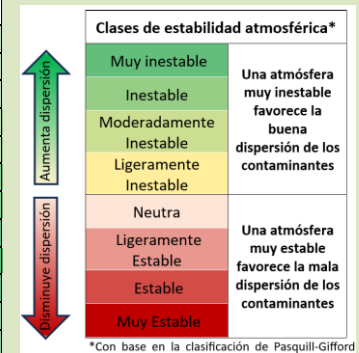 Clases de estabilidad atmosférica*
Aumenta dispersión
Muy inestable
Inestable
Moderadamente
Inestable
Ligeramente
Inestable
Una atmósfera
muy inestable
favorece la
buena
dispersión de los
contaminantes
Disminuye dispersión
Neutra
Ligeramente
Estable
Estable
Muy Estable
Una atmósfera
muy estable
favorece la mala
dispersión de los
contaminantes
*Con base en la clasificación de Pasquill-Gifford